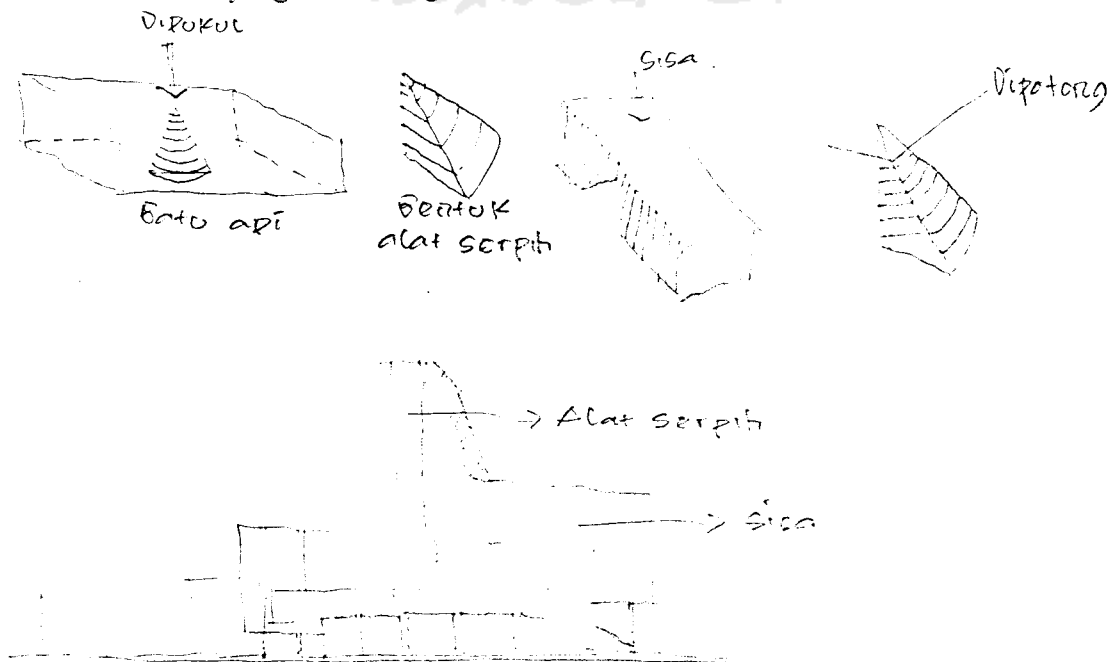 Dipukul
Batu api
Bentuk
alat serpih
Sisa
Dipotong
Alat serpih
Sisa